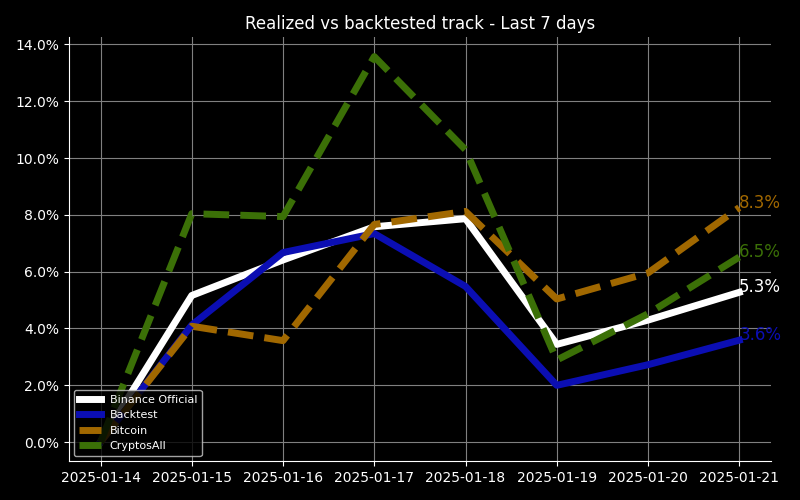 Realized vs backtested track - Last 7 days
14.0%
12.0%
10.0%
8.0%
6.0%
4.0%
2.0%
0.0%
8.3%
6.5%
5.3%
3.6%
Binance Official
Backtest
Bitcoin
CryptosAll
2025-01-14 2025-01-15 2025-01-16 2025-01-17 2025-01-18 2025-01-19 2025-01-20 2025-01-21